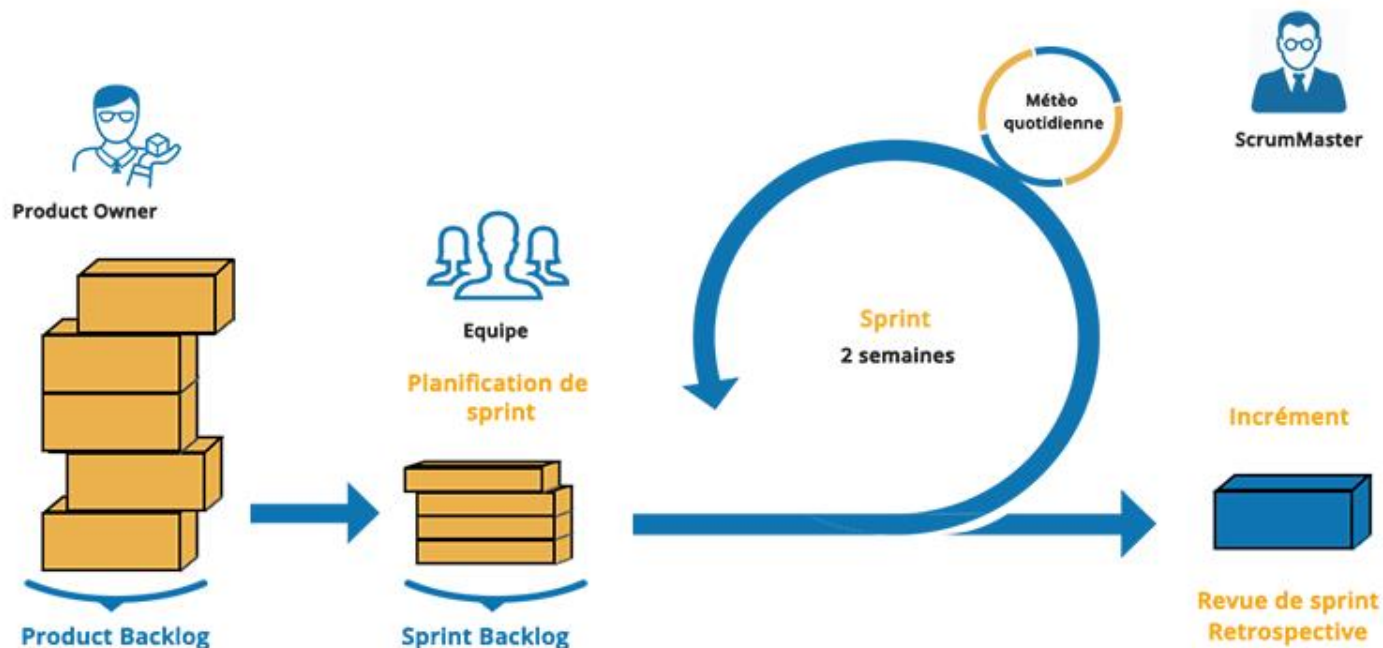 Product Owner
Product Backlog
Equipe
Planification de
sprint
Sprint Backlog
Sprint
2 semaines
Métèo
quotidienne
ScrumMaster
Incrément
Revue de sprint
Retrospective